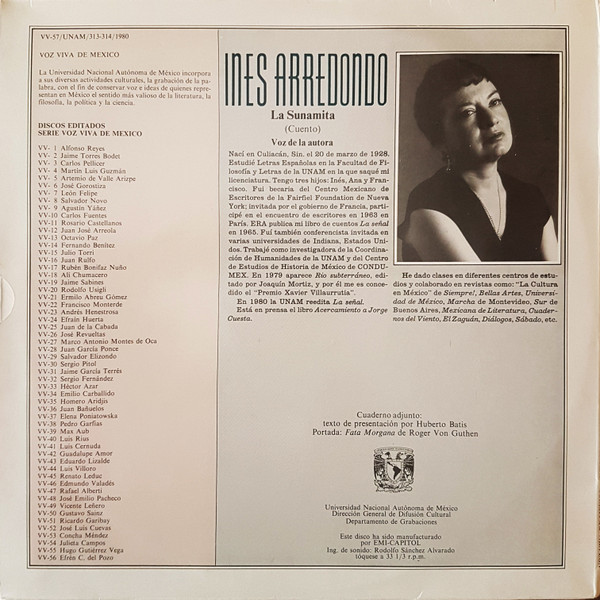 VV-57/UNAM/313-314/1980
VOZ VIVA DE MEXICO
La Universidad Nacional Autónoma de México incorpora
a sus diversas actividades culturales, la grabación de la pa-
labra, con el fin de conservar voz e ideas de quienes repre-
sentan en México el sentido más valioso de la literatura, la
filosofía, la política y la ciencia.
DISCOS EDITADOS
SERIE VOZ VIVA DE MEXICO
VV- 1 Alfonso Reyes
VV- 2 Jaime Torres Bodet
VV- 3 Carlos Pellicer
VV- 4 Martín Luis Guzmán
VV- 5 Artemio de Valle Arizpe
VV- 6 José Gorostiza
VV- 7 León Felipe
VV- 8 Salvador Novo
VV- 9 Agustín Yáñez
VV-10 Carlos Fuentes
VV-11 Rosario Castellanos
VV-12 Juan José Arreola
VV-13 Octavio Paz
VV-14 Fernando Benítez
VV-15 Julio Torri
VV-16 Juan Rulfo
VV-17 Rubén Bonifaz Nuño
VV-18 Alí Chumacero
VV-19 Jaime Sabines
VV-20 Rodolfo Usigli
VV-21 Ermilo Abreu Gómez
VV-22 Francisco Monterde
VV-23 Andrés Henestrosa
VV-24 Efraín Huerta
VV-25 Juan de la Cabada
VV-26 José Revueltas
VV-27 Marco Antonio Montes de Oca
VV-28 Juan García Ponce
VV-29 Salvador Elizondo
VV-30 Sergio Pitol
VV-31 Jaime García Terrés
VV-32 Sergio Fernández
VV-33 Héctor Azar
VV-34 Emilio Carballido
VV-35 Homero Aridjis
VV-36 Juan Bañuelos
VV-37 Elena Poniatowska
VV-38 Pedro Garfias
VV-39 Max Aub
VV-40 Luis Rius
VV-41 Luis Cernuda
VV-42 Guadalupe Amor
VV-43 Eduardo Lizalde
VV-44 Luis Villoro
VV-45 Renato Leduc
VV-46 Edmundo Valadés
VV-47 Rafael Alberti
VV-48 José Emilio Pacheco
VV-49 Vicente Leñero
VV-50 Gustavo Sainz
VV-51 Ricardo Garibay
VV-52 José Luis Cuevas
VV-53 Concha Méndez
VV-54 Julieta Campos
VV-55 Hugo Gutiérrez Vega
VV-56 Efrén C. del Pozo
INES ARREDONDO
La Sunamita
(Cuento)
Voz de la autora
Nací en Culiacán, Sin. el 20 de marzo de 1928.
Estudié Letras Españolas en la Facultad de Fi-
losofía y Letras de la UNAM en la que saqué mi
licenciatura. Tengo tres hijos: Inés, Ana y Fran-
cisco. Fui becaria del Centro Mexicano de
Escritores de la Fairfiel Foundation de Nueva
York; invitada por el gobierno de Francia, parti-
cipé en el encuentro de escritores en 1963 en
París. ERA publica mi libro de cuentos La señal
en 1965. Fuí también conferencista invitada en
varias universidades de Indiana, Estados Uni-
dos. Trabajé como investigadora de la Coordina-
ción de Humanidades de la UNAM y del Centro
de Estudios de Historia de México de CONDU-
MEX. En 1979 aparece Río subterráneo, edi-
tado por Joaquín Mortiz, y por él me es conce-
dido el "Premio Xavier Villaurrutia".
En 1980 la UNAM reedita La señal.
Está en prensa el libro Acercamiento a Jorge
Cuesta.
He dado clases en diferentes centros de estu-
dios y colaborado en revistas como: "La Cultura
en México" de Siempre!, Bellas Artes, Universi-
dad de México, Marcha de Montevideo, Sur de
Buenos Aires, Mexicana de Literatura, Cuader-
nos del Viento, El Zaguán, Diálogos, Sábado, etc.
Cuaderno adjunto:
texto de presentación por Huberto Batis
Portada: Fata Morgana de Roger Von Guthen
Universidad Nacional Autónoma de México
Dirección General de Difusión Cultural
Departamento de Grabaciones
Este disco ha sido manufacturado
por EMI-CAPITOL
Ing. de sonido: Rodolfo Sánchez Alvarado
tóquese a 33 1/3 r.p.m.